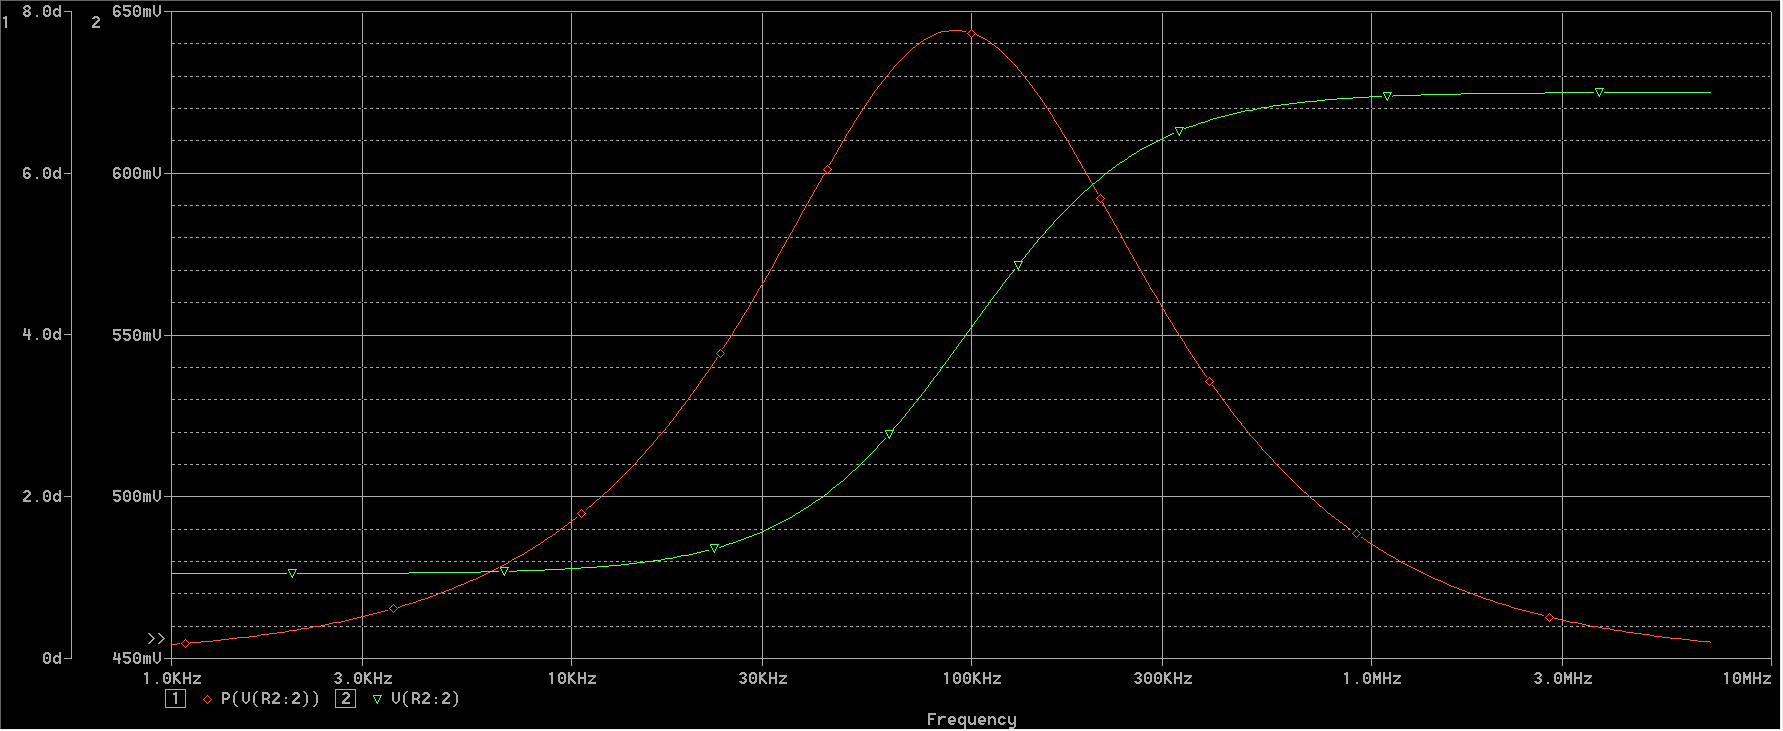 1 8.0d 2 650mV
6.0d 600mV
4.0d 550mV
2.0d 500mV
>>
0d 450mV
1.0KHz 3.0KHz 10KHz 30KHz 100KHz 300KHz 1.0MHz 3.0MHz 10MHz
1 P(V(R2:2)) 2 V(R2:2)
Frequency